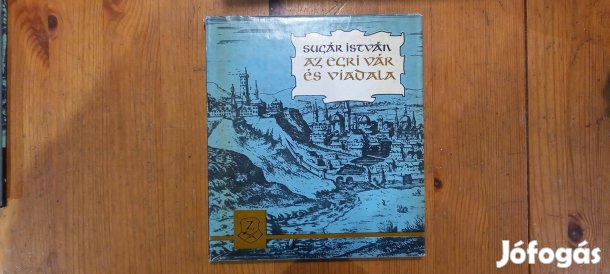 SUGÁR ISTVÁN
AZ EGRI VÁR
ÉS VIADALA
Z
Jófogás